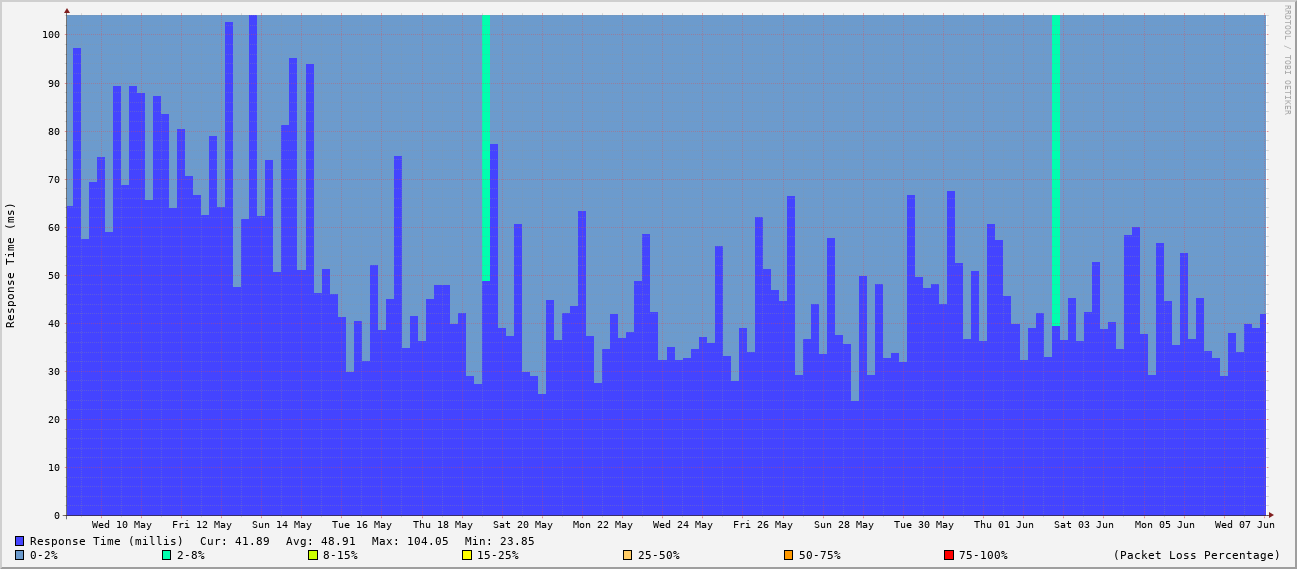 RRDTOOL / TOBI OETIKER
Response Time (ms)
100
90
80
70
60
50
40
30
20
10
0
Wed 10 May Fri 12 May Sun 14 May Tue 16 May Thu 18 May Sat 20 May Mon 22 May Wed 24 May Fri 26 May Sun 28 May Tue 30 May Thu 01 Jun Sat 03 Jun Mon 05 Jun Wed 07 Jun
Response Time (millis) Cur: 41.89 Avg: 48.91 Max: 104.05 Min: 23.85
0-2% 2-8% 8-15% 15-25% 25-50% 50-75% 75-100% (Packet Loss Percentage)